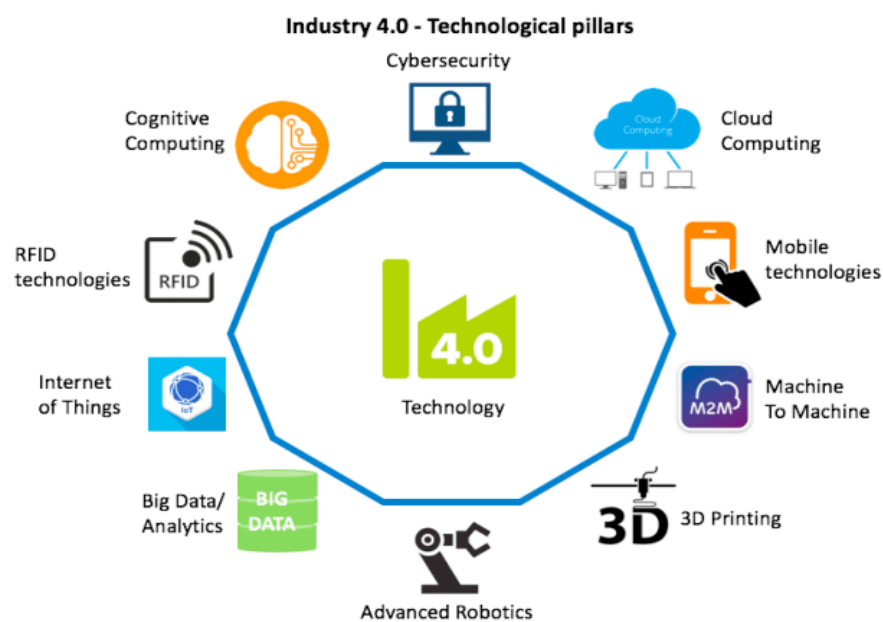 Industry 4.0 - Technological pillars
Cybersecurity
Cognitive
Computing
Cloud
Computing
Cloud
Computing
RFID
technologies
RFID
Mobile
technologies
4.0
Technology
Internet
of Things
IoT
M2M
Machine
To Machine
Big Data/
Analytics
BIG
DATA
3D
3D Printing
Advanced Robotics